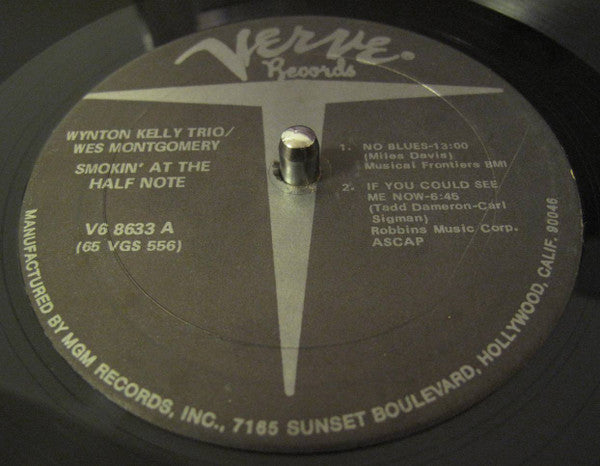 Verve
Records
WYNTON KELLY TRIO/
WES MONTGOMERY
SMOKIN' AT THE
HALF NOTE
V6 8633 A
(65 VGS 556)
1. NO BLUES-13:00
(Miles Davis)
Musical Frontiers BMI
2. IF YOU COULD SEE
ME NOW-6:45
(Tadd Dameron-Carl
Sigman)
Robbins Music Corp.
ASCAP
MANUFACTURED BY MGM RECORDS, INC., 7165 SUNSET BOULEVARD, HOLLYWOOD, CALIF. 90046